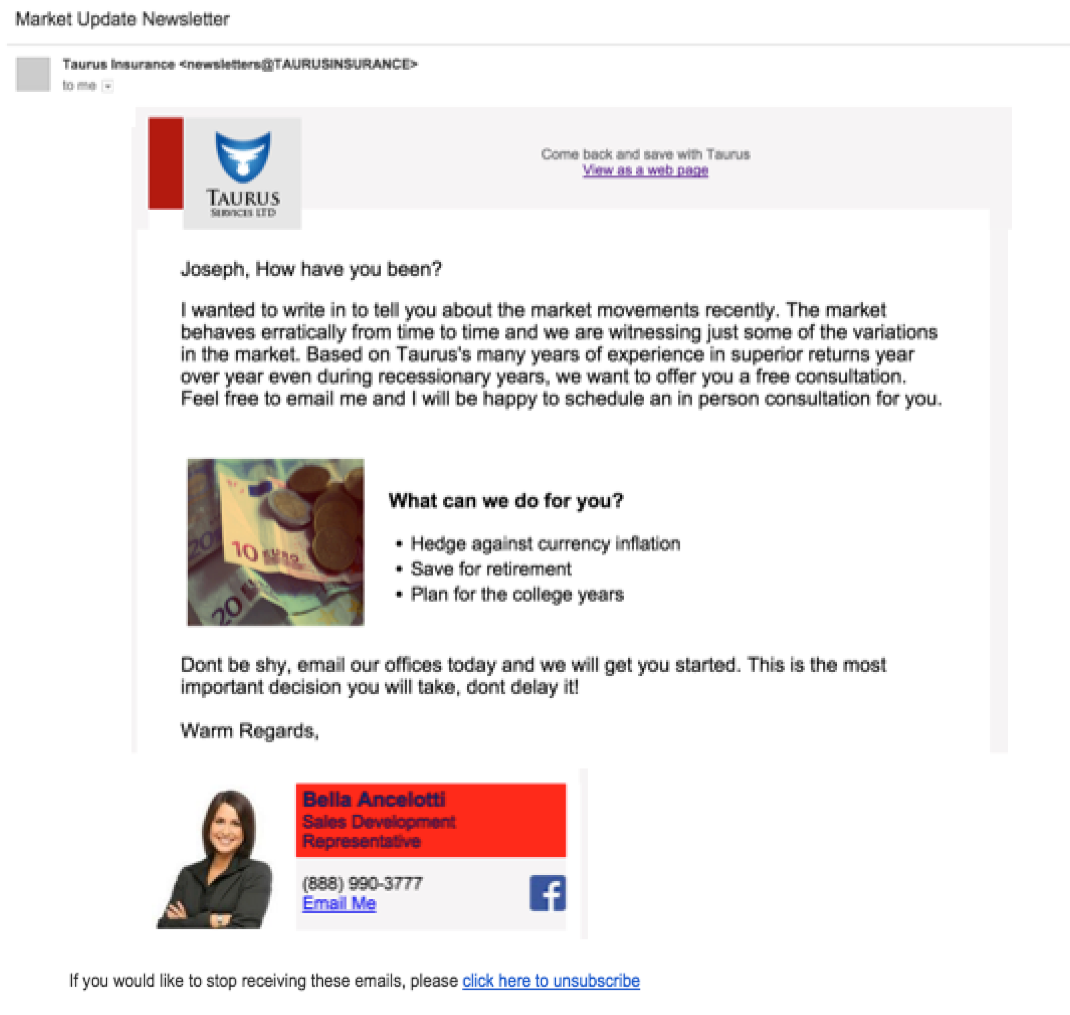 Market Update Newsletter
Taurus Insurance <newsletters@TAURUSINSURANCE>
to me
TAURUS
SERVICES LTD
Come back and save with Taurus
View as a web page
Joseph, How have you been?
I wanted to write in to tell you about the market movements recently. The market
behaves erratically from time to time and we are witnessing just some of the variations
in the market. Based on Taurus's many years of experience in superior returns year
over year even during recessionary years, we want to offer you a free consultation.
Feel free to email me and I will be happy to schedule an in person consultation for you.
20
10 EURO
20 EU
What can we do for you?
• Hedge against currency inflation
• Save for retirement
• Plan for the college years
Dont be shy, email our offices today and we will get you started. This is the most
important decision you will take, dont delay it!
Warm Regards,
Bella Ancelotti
Sales Development
Representative
(888) 990-3777
Email Me
f
If you would like to stop receiving these emails, please click here to unsubscribe